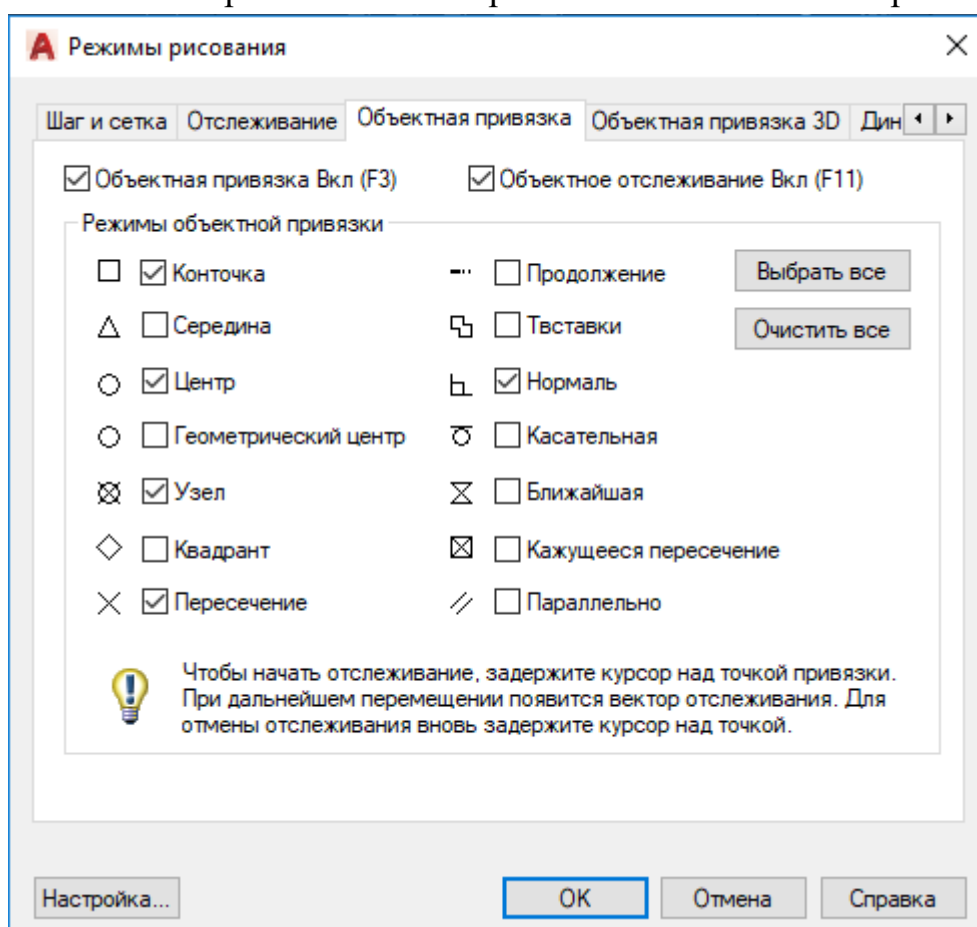 Режимы рисования
Шаг и сетка Отслеживание Объектная привязка Объектная привязка 3D Дин
Объектная привязка Вкл (F3) Объектное отслеживание Вкл (F11)
Режимы объектной привязки
Конточка Продолжение Выбрать все
Середина Твставки Очистить все
Центр Нормаль
Геометрический центр Касательная
Узел Ближайшая
Квадрант Кажущееся пересечение
Пересечение Параллельно
Чтобы начать отслеживание, задержите курсор над точкой привязки.
При дальнейшем перемещении появится вектор отслеживания. Для
отмены отслеживания вновь задержите курсор над точкой.
Настройка... OK Отмена Справка